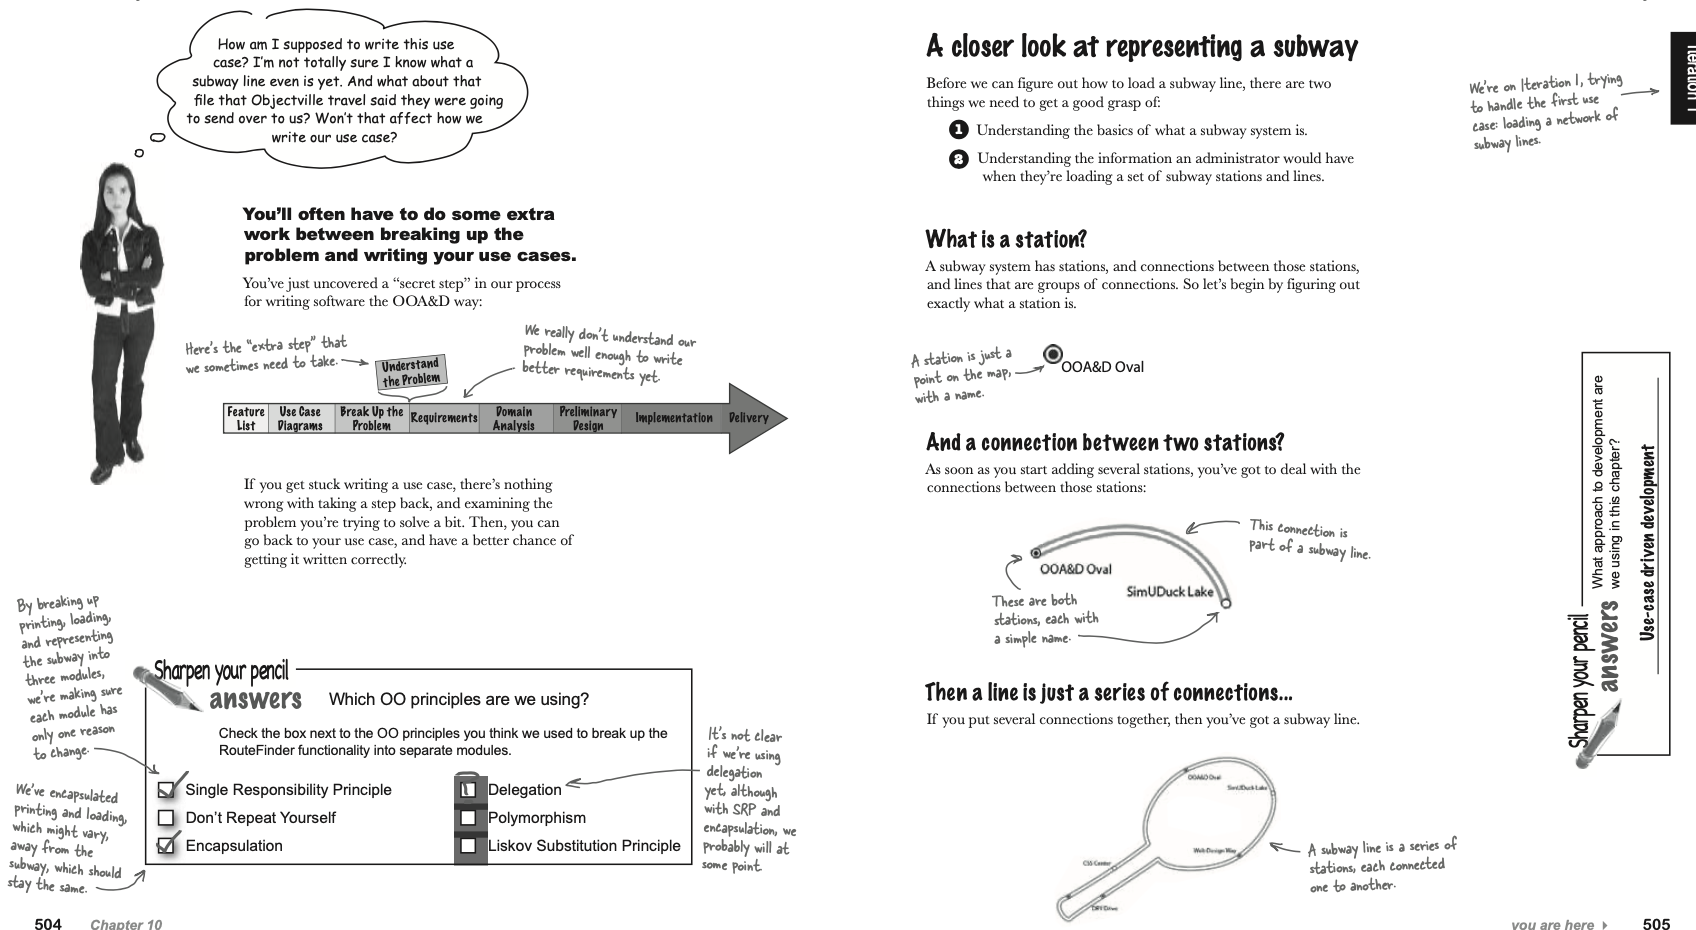 How am I supposed to write this use
case? I'm not totally sure I know what a
subway line even is yet. And what about that
file that Objectville travel said they were going
to send over to us? Won't that affect how we
write our use case?
You'll often have to do some extra
work between breaking up the
problem and writing your use cases.
You've just uncovered a “secret step” in our process
for writing software the OOA&D way:
Here's the “extra step” that
we sometimes need to take.
Understand
the Problem
We really don't understand our
problem well enough to write
better requirements yet.
Feature
List
Use Case
Diagrams
Break Up the
Problem
Requirements
Domain
Analysis
Preliminary
Design
Implementation
Delivery
If you get stuck writing a use case, there's nothing
wrong with taking a step back, and examining the
problem you're trying to solve a bit. Then, you can
go back to your use case, and have a better chance of
getting it written correctly.
By breaking up
printing, loading,
and representing
the subway into
three modules,
we're making sure
each module has
only one reason
to change.
We've encapsulated
printing and loading,
which might vary,
away from the
subway, which should
stay the same.
Sharpen your pencil
answers
Which OO principles are we using?
Check the box next to the OO principles you think we used to break up the
RouteFinder functionality into separate modules.
Single Responsibility Principle
Don't Repeat Yourself
Encapsulation
Delegation
Polymorphism
Liskov Substitution Principle
It's not clear
if we're using
delegation
yet, although
with SRP and
encapsulation, we
probably will at
some point.
504
Chapter 10
A closer look at representing a subway
Before we can figure out how to load a subway line, there are two
things we need to get a good grasp of:
1 Understanding the basics of what a subway system is.
2 Understanding the information an administrator would have
when they're loading a set of subway stations and lines.
We're on Iteration 1, trying
to handle the first use
case: loading a network of
subway lines.
Iteration 1
What is a station?
A subway system has stations, and connections between those stations,
and lines that are groups of connections. So let's begin by figuring out
exactly what a station is.
A station is just a
point on the map,
with a name.
OOA&D Oval
And a connection between two stations?
As soon as you start adding several stations, you've got to deal with the
connections between those stations:
This connection is
part of a subway line.
OOA&D Oval
SimUDuck Lake
These are both
stations, each with
a simple name.
Then a line is just a series of connections...
If you put several connections together, then you've got a subway line.
OOA&D Oval
SimUDuck Lake
Web Design Way
CSS Center
DRY Drive
A subway line is a series of
stations, each connected
one to another.
Sharpen your pencil
answers
What approach to development are
we using in this chapter?
Use-case driven development
you are here
505